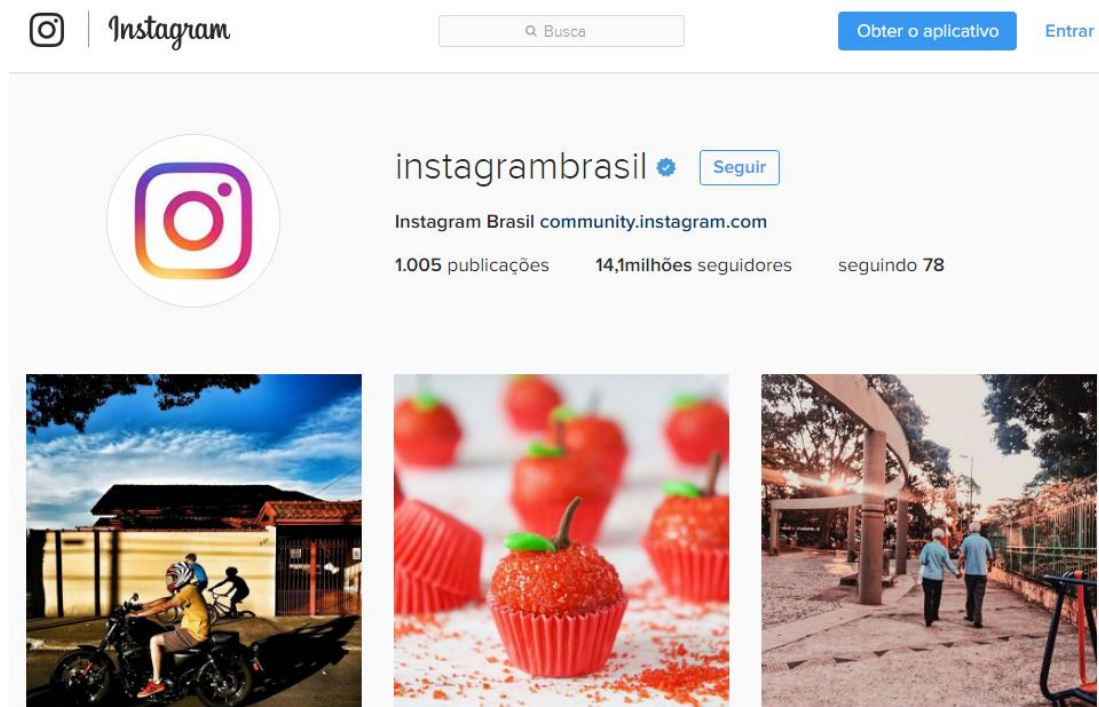 Instagram
Busca
Obter o aplicativo
Entrar
instagrambrasil
Seguir
Instagram Brasil community.instagram.com
1.005 publicações 14,1milhões seguidores seguindo 78